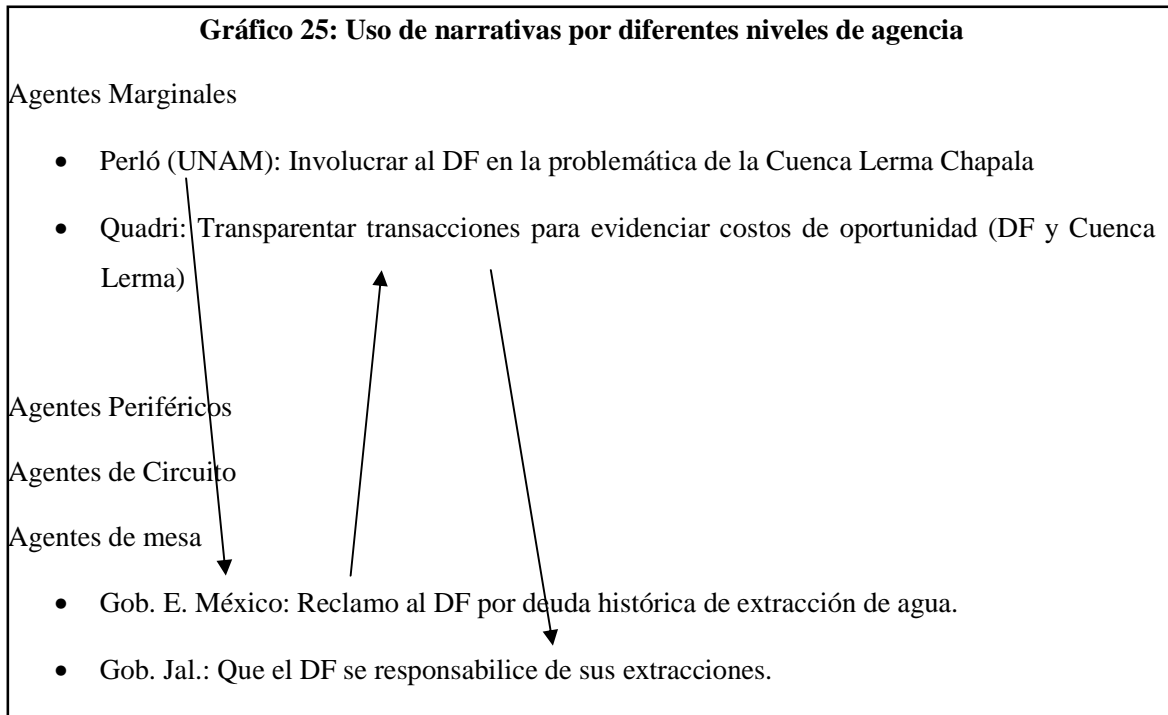 Gráfico 25: Uso de narrativas por diferentes niveles de agencia
Agentes Marginales
• Perló (UNAM): Involucrar al DF en la problemática de la Cuenca Lerma Chapala
• Quadri: Transparentar transacciones para evidenciar costos de oportunidad (DF y Cuenca
Lerma)
Agentes Periféricos
Agentes de Circuito
Agentes de mesa
• Gob. E. México: Reclamo al DF por deuda histórica de extracción de agua.
• Gob. Jal.: Que el DF se responsabilice de sus extracciones.